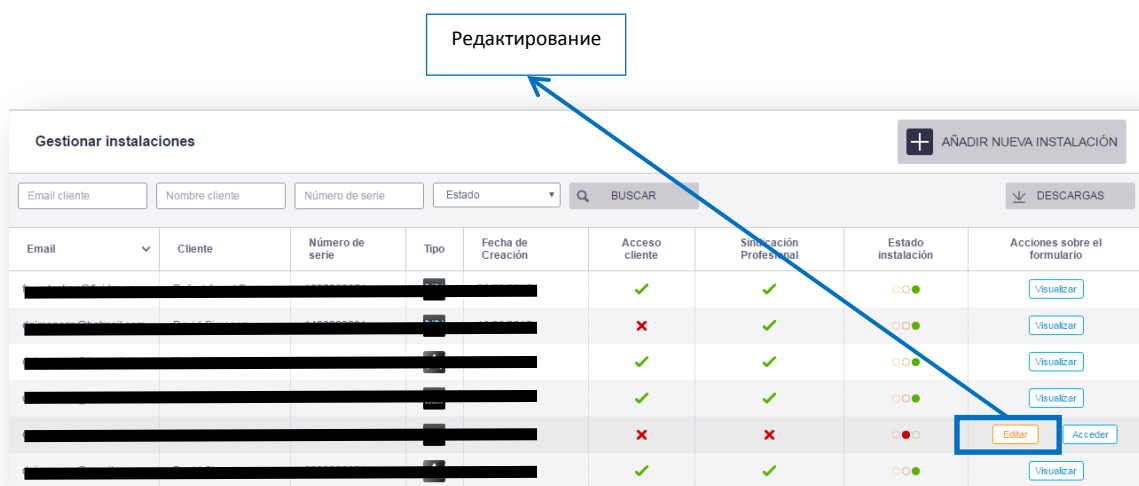 Редактирование
Gestionar instalaciones
AÑADIR NUEVA INSTALACIÓN
Email cliente
Nombre cliente
Número de serie
Estado
BUSCAR
DESCARGAS
Email
Cliente
Número de
serie
Tipo
Fecha de
Creación
Acceso
cliente
Sindicación
Profesional
Estado
instalación
Acciones sobre el
formulario
Visualizar
Visualizar
Visualizar
Visualizar
Editar
Acceder
Visualizar